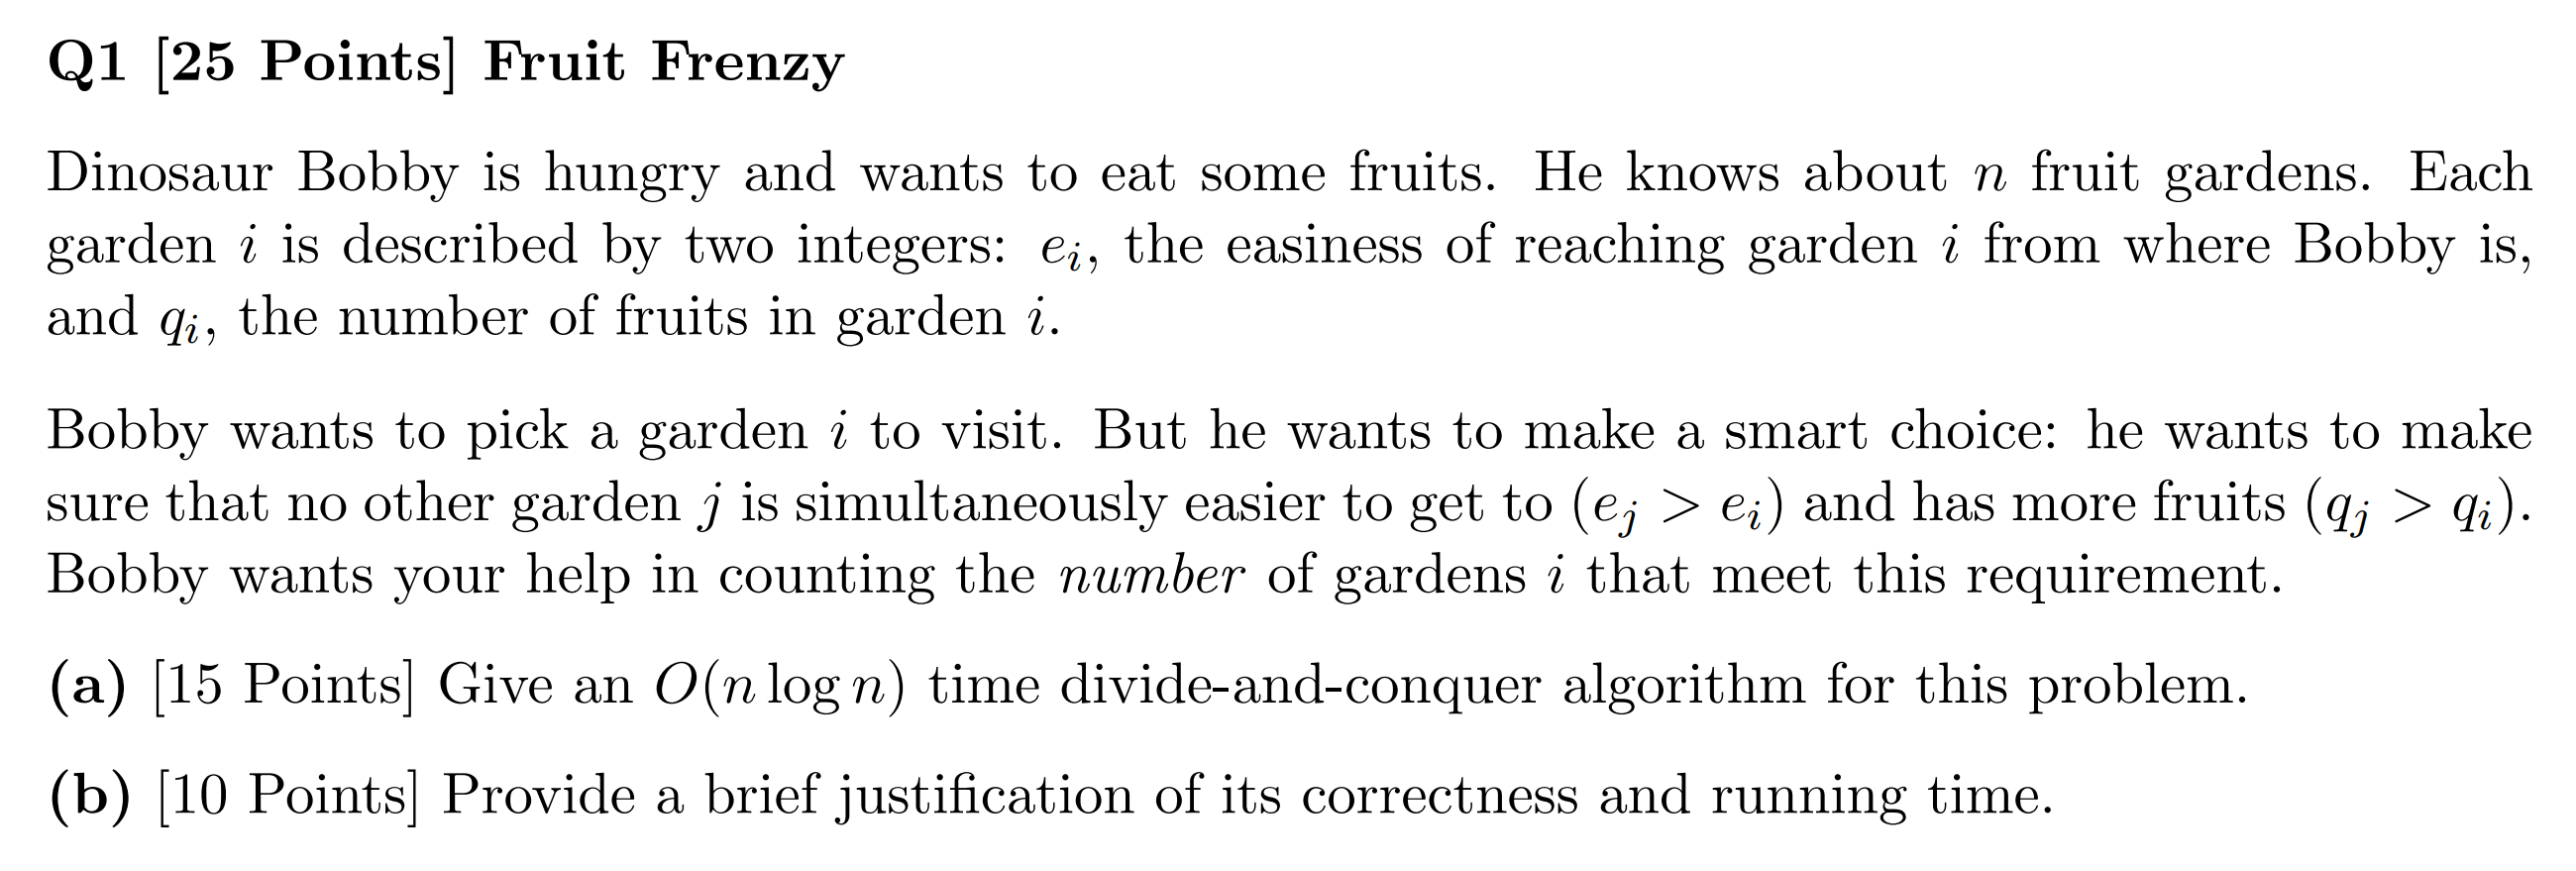 Q1 [25 Points] Fruit Frenzy
Dinosaur Bobby is hungry and wants to eat some fruits. He knows about n fruit gardens. Each
garden i is described by two integers: e_i, the easiness of reaching garden i from where Bobby is,
and q_i, the number of fruits in garden i.
Bobby wants to pick a garden i to visit. But he wants to make a smart choice: he wants to make
sure that no other garden j is simultaneously easier to get to (e_j > e_i) and has more fruits (q_j > q_i).
Bobby wants your help in counting the number of gardens i that meet this requirement.
(a) [15 Points] Give an O(n log n) time divide-and-conquer algorithm for this problem.
(b) [10 Points] Provide a brief justification of its correctness and running time.